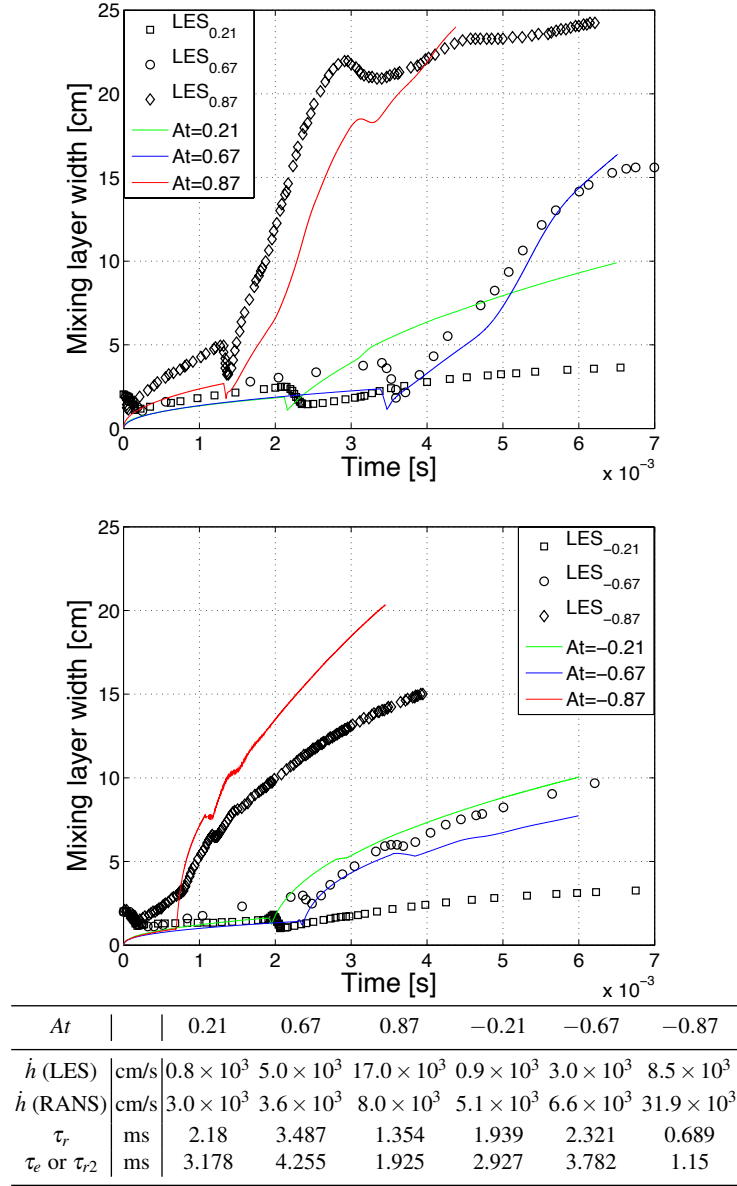 LES0.21
LES0.67
LES0.87
At=0.21
At=0.67
At=0.87
Mixing layer width [cm]
25
20
15
10
5
0
0 1 2 3 4 5 6 7
Time [s]
x 10⁻³
LES−0.21
LES−0.67
LES−0.87
At=−0.21
At=−0.67
At=−0.87
Mixing layer width [cm]
25
20
15
10
5
0
0 1 2 3 4 5 6 7
Time [s]
x 10⁻³
At 0.21 0.67 0.87 −0.21 −0.67 −0.87
ḣ (LES) cm/s 0.8 × 10³ 5.0 × 10³ 17.0 × 10³ 0.9 × 10³ 3.0 × 10³ 8.5 × 10³
ḣ (RANS) cm/s 3.0 × 10³ 3.6 × 10³ 8.0 × 10³ 5.1 × 10³ 6.6 × 10³ 31.9 × 10³
τr ms 2.18 3.487 1.354 1.939 2.321 0.689
τe or τr2 ms 3.178 4.255 1.925 2.927 3.782 1.15